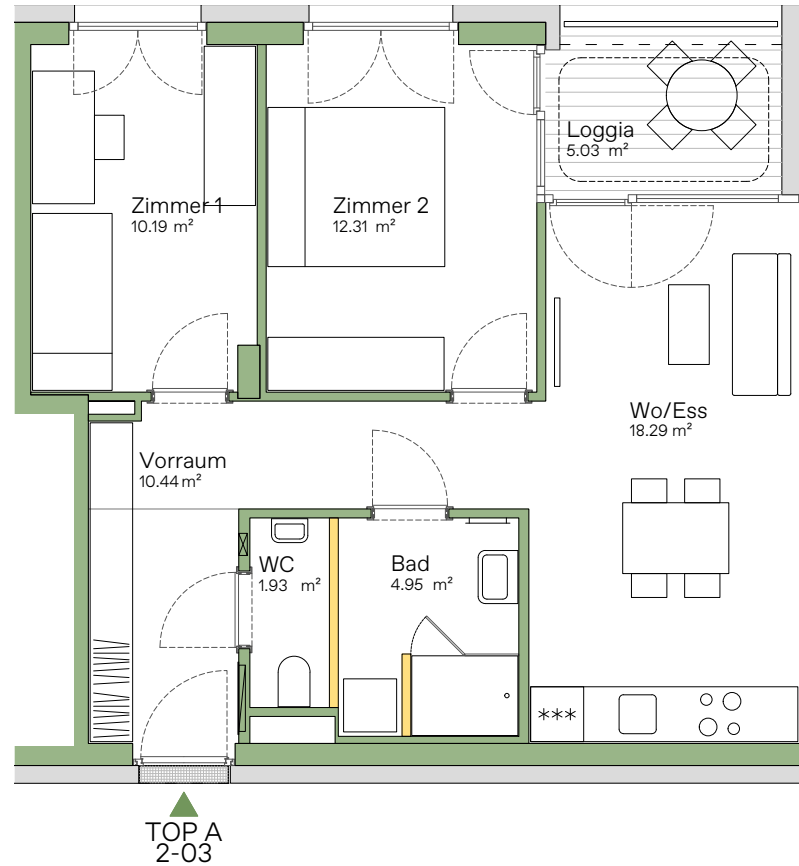 Loggia
5.03 m²
Zimmer 1
10.19 m²
Zimmer 2
12.31 m²
Wo/Ess
18.29 m²
Vorraum
10.44 m²
WC
1.93 m²
Bad
4.95 m²
***
TOP A
2-03